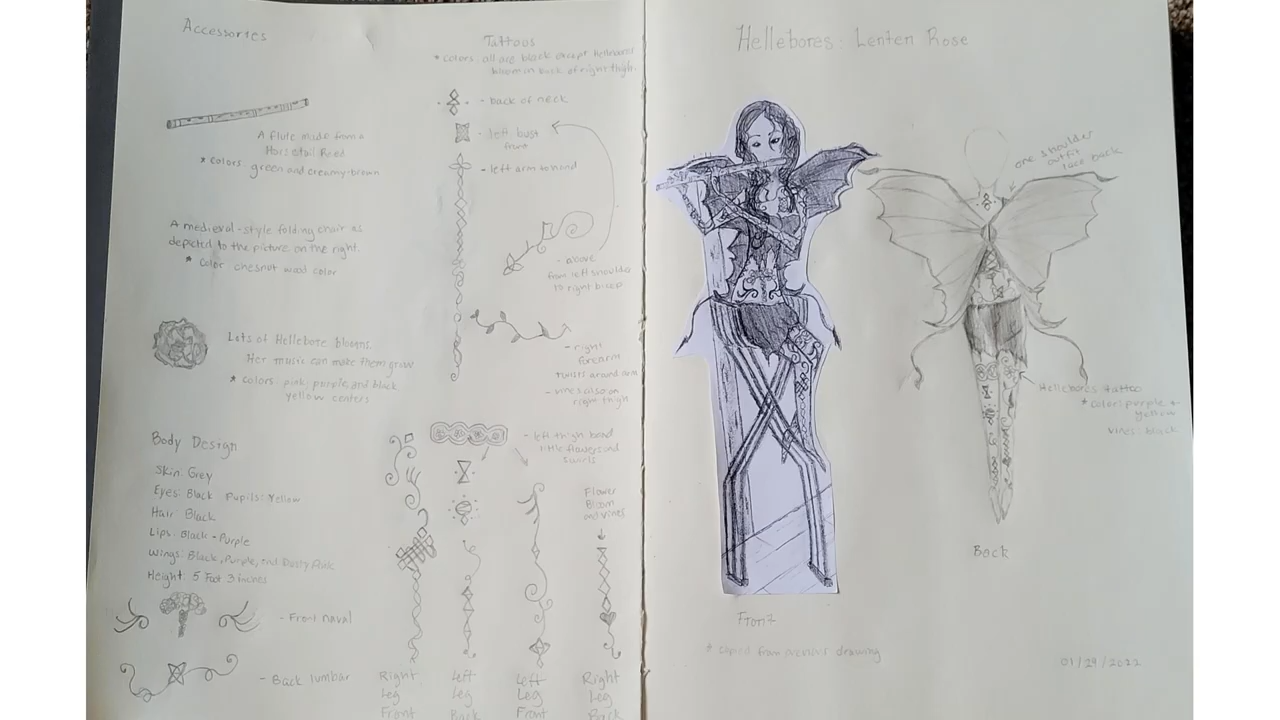 Accessories
A flute made from a
Horsetail Reed
* Colors: green and creamy-brown
A medieval-style folding chair as
depicted to the picture on the right.
* Color: chesnut wood color
Lots of Hellebore blooms.
Her music can make them grow
* Colors: pink, purple, and black
yellow centers
Body Design
Skin: Grey
Eyes: Black Pupils: Yellow
Hair: Black
Lips: Black-Purple
Wings: Black, Purple, and Dusty Pink
Height: 5 Foot 3 inches
- Front naval
- Back lumbar
Tattoos
* Colors: all are black except hellebore
bloom on back of right thigh.
- back of neck
- left bust
front
- left arm to hand
- above
from left shoulder
to right bicep
- right
forearm
twists around arm
- vines also on
right thigh
- left thigh band
little flowers and
swirls
Flower
Bloom
and vines
Right
Leg
Front
Left
Leg
Back
Left
Leg
Front
Right
Leg
Back
Hellebores: Lenten Rose
one shoulder
outfit
lace back
Hellebores tattoo
* color: purple +
yellow
vines: black
Back
Front
* copied from previous drawing
01/29/2022